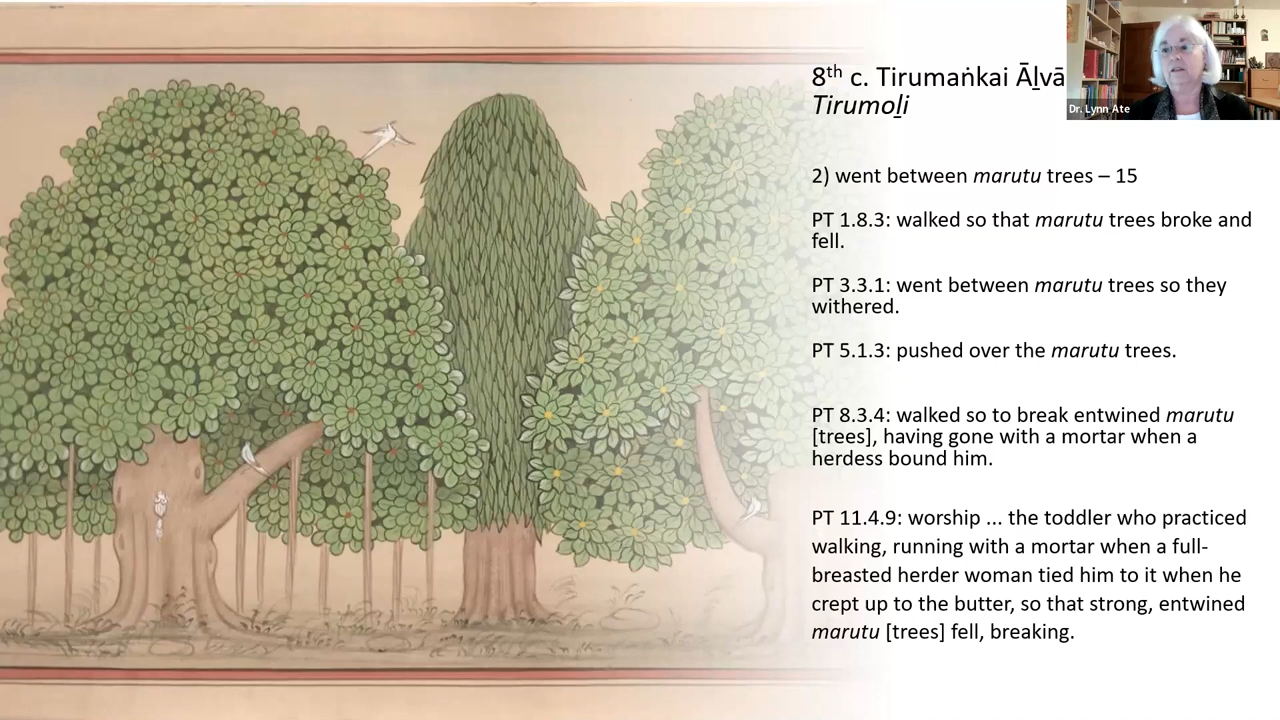 8th c. Tirumaṅkai Āḻvā
Tirumoḻi
Dr. Lynn Ate
2) went between marutu trees – 15
PT 1.8.3: walked so that marutu trees broke and
fell.
PT 3.3.1: went between marutu trees so they
withered.
PT 5.1.3: pushed over the marutu trees.
PT 8.3.4: walked so to break entwined marutu
[trees], having gone with a mortar when a
herdess bound him.
PT 11.4.9: worship ... the toddler who practiced
walking, running with a mortar when a full-
breasted herder woman tied him to it when he
crept up to the butter, so that strong, entwined
marutu [trees] fell, breaking.